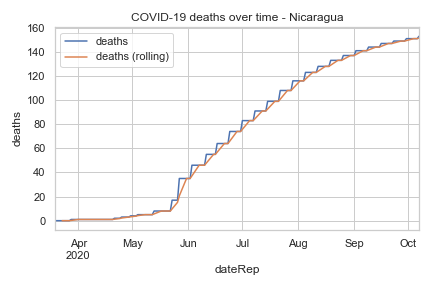 COVID-19 deaths over time - Nicaragua
deaths
deaths (rolling)
160
140
120
100
80
60
40
20
0
deaths
Apr May Jun Jul Aug Sep Oct
2020
dateRep